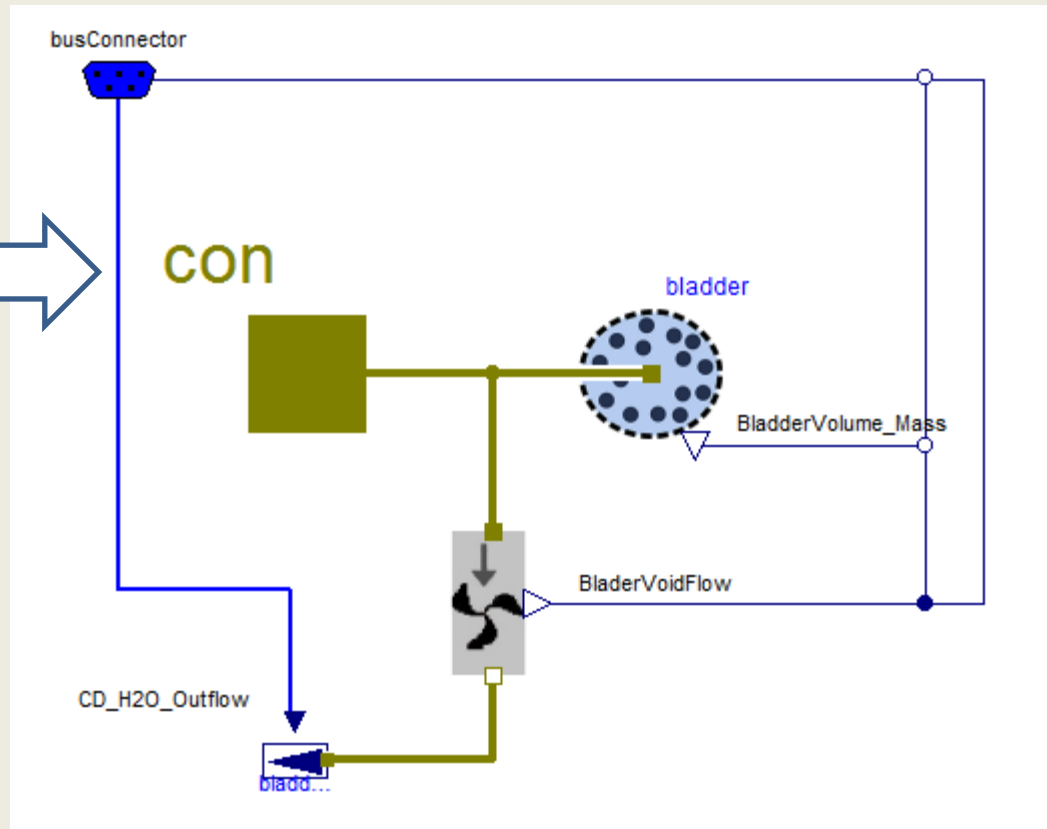 busConnector
con
bladder
BladderVolume_Mass
BladerVoidFlow
CD_H2O_Outflow
bladd...